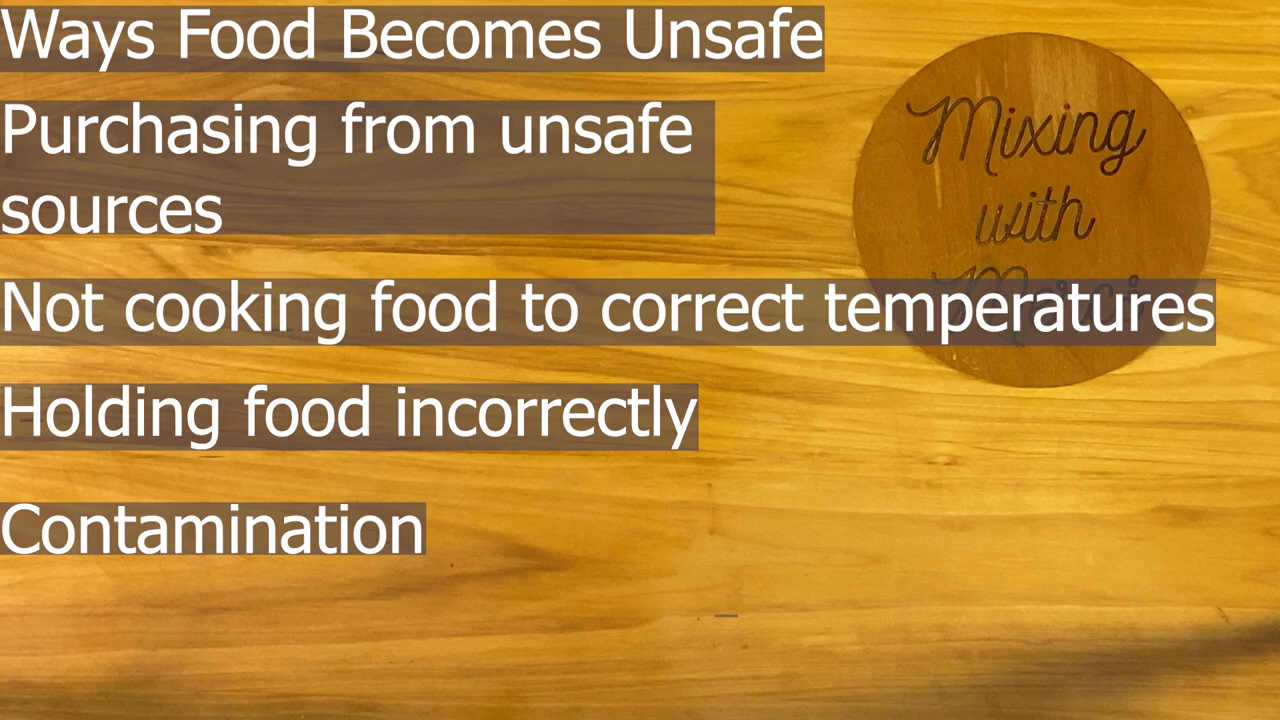 Ways Food Becomes Unsafe
Purchasing from unsafe
sources
Not cooking food to correct temperatures
Holding food incorrectly
Contamination
Mixing
with